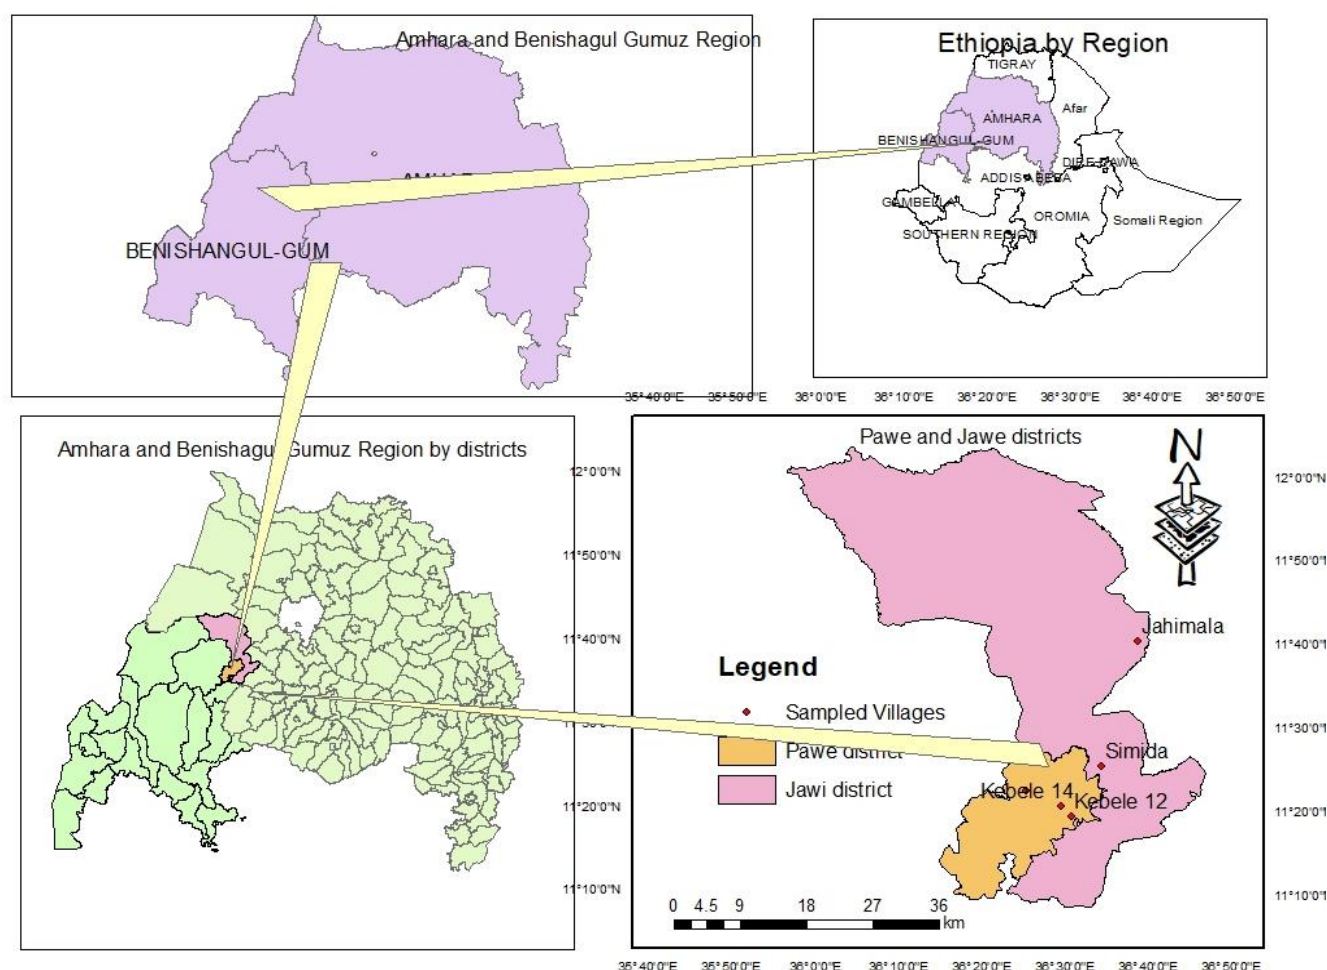 Amhara and Benishagul Gumuz Region
BENISHANGUL-GUM
Ethiopia by Region
TIGRAY
Afar
AMHARA
BENISHANGUL-GUM
DIRE DAWA
ADDIS ABEBA
GAMBELLA
OROMIA
SOUTHERN REGION
Somali Region
35°40'0"E 35°50'0"E 36°0'0"E 36°10'0"E 36°20'0"E 36°30'0"E 36°40'0"E 36°50'0"E
Amhara and Benishagul Gumuz Region by districts
12°0'0"N
11°50'0"N
11°40'0"N
11°20'0"N
11°10'0"N
Pawe and Jawe districts
N
12°0'0"N
11°50'0"N
11°40'0"N
11°30'0"N
11°20'0"N
11°10'0"N
Jahimala
Simida
Kebele 14
Kebele 12
Legend
Sampled Villages
Pawe district
Jawi district
0 4.5 9 18 27 36
km
35°40'0"E 35°50'0"E 36°0'0"E 36°10'0"E 36°20'0"E 36°30'0"E 36°40'0"E 36°50'0"E